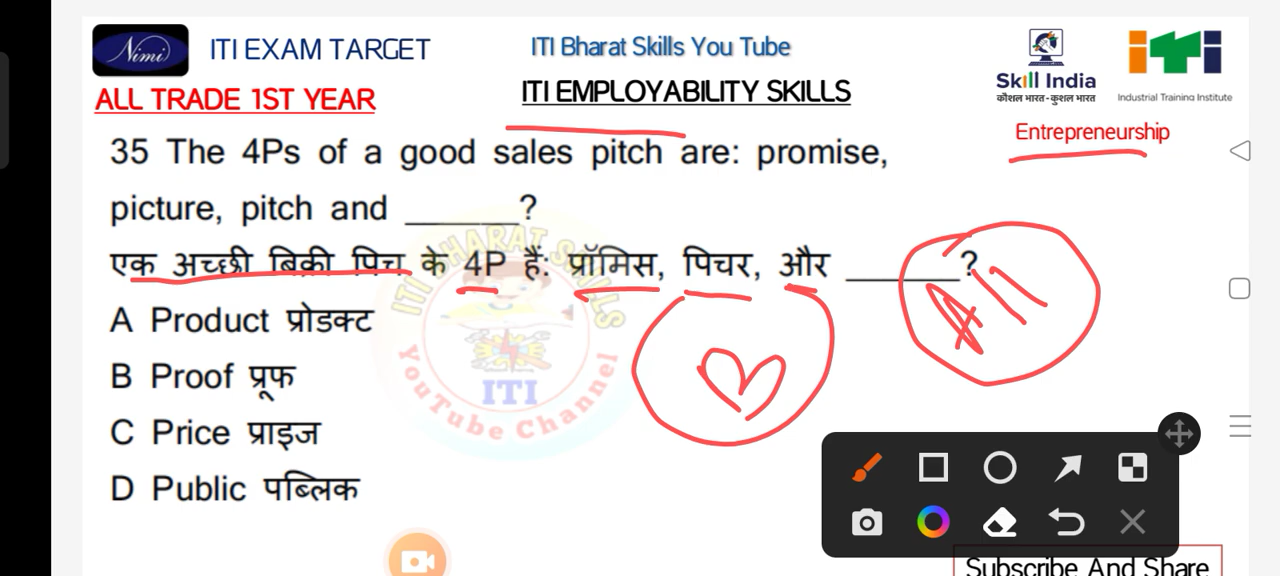 Nimi
ITI EXAM TARGET
ITI Bharat Skills You Tube
Skill India
कौशल भारत-कुशल भारत
iTi
Industrial Training Institute
ALL TRADE 1ST YEAR
ITI EMPLOYABILITY SKILLS
Entrepreneurship
35 The 4Ps of a good sales pitch are: promise,
picture, pitch and ______?
एक अच्छी बिक्री पिच के 4P हैं: प्रॉमिस, पिचर, और ______?
All
A Product प्रोडक्ट
B Proof प्रूफ
C Price प्राइज
D Public पब्लिक
ITI BHARAT SKILLS
ITI
YouTube Channel
Subscribe And Share